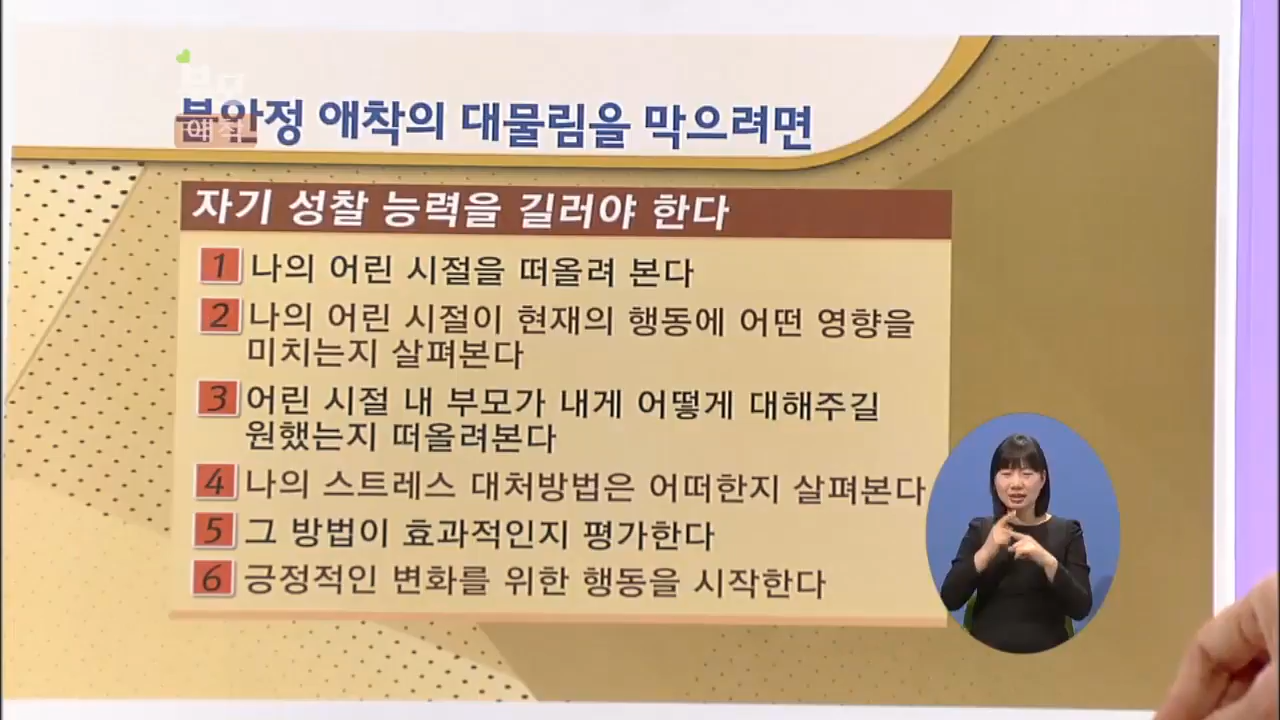 부모
애착
불안정 애착의 대물림을 막으려면
자기 성찰 능력을 길러야 한다
1 나의 어린 시절을 떠올려 본다
2 나의 어린 시절이 현재의 행동에 어떤 영향을
미치는지 살펴본다
3 어린 시절 내 부모가 내게 어떻게 대해주길
원했는지 떠올려본다
4 나의 스트레스 대처방법은 어떠한지 살펴본다
5 그 방법이 효과적인지 평가한다
6 긍정적인 변화를 위한 행동을 시작한다